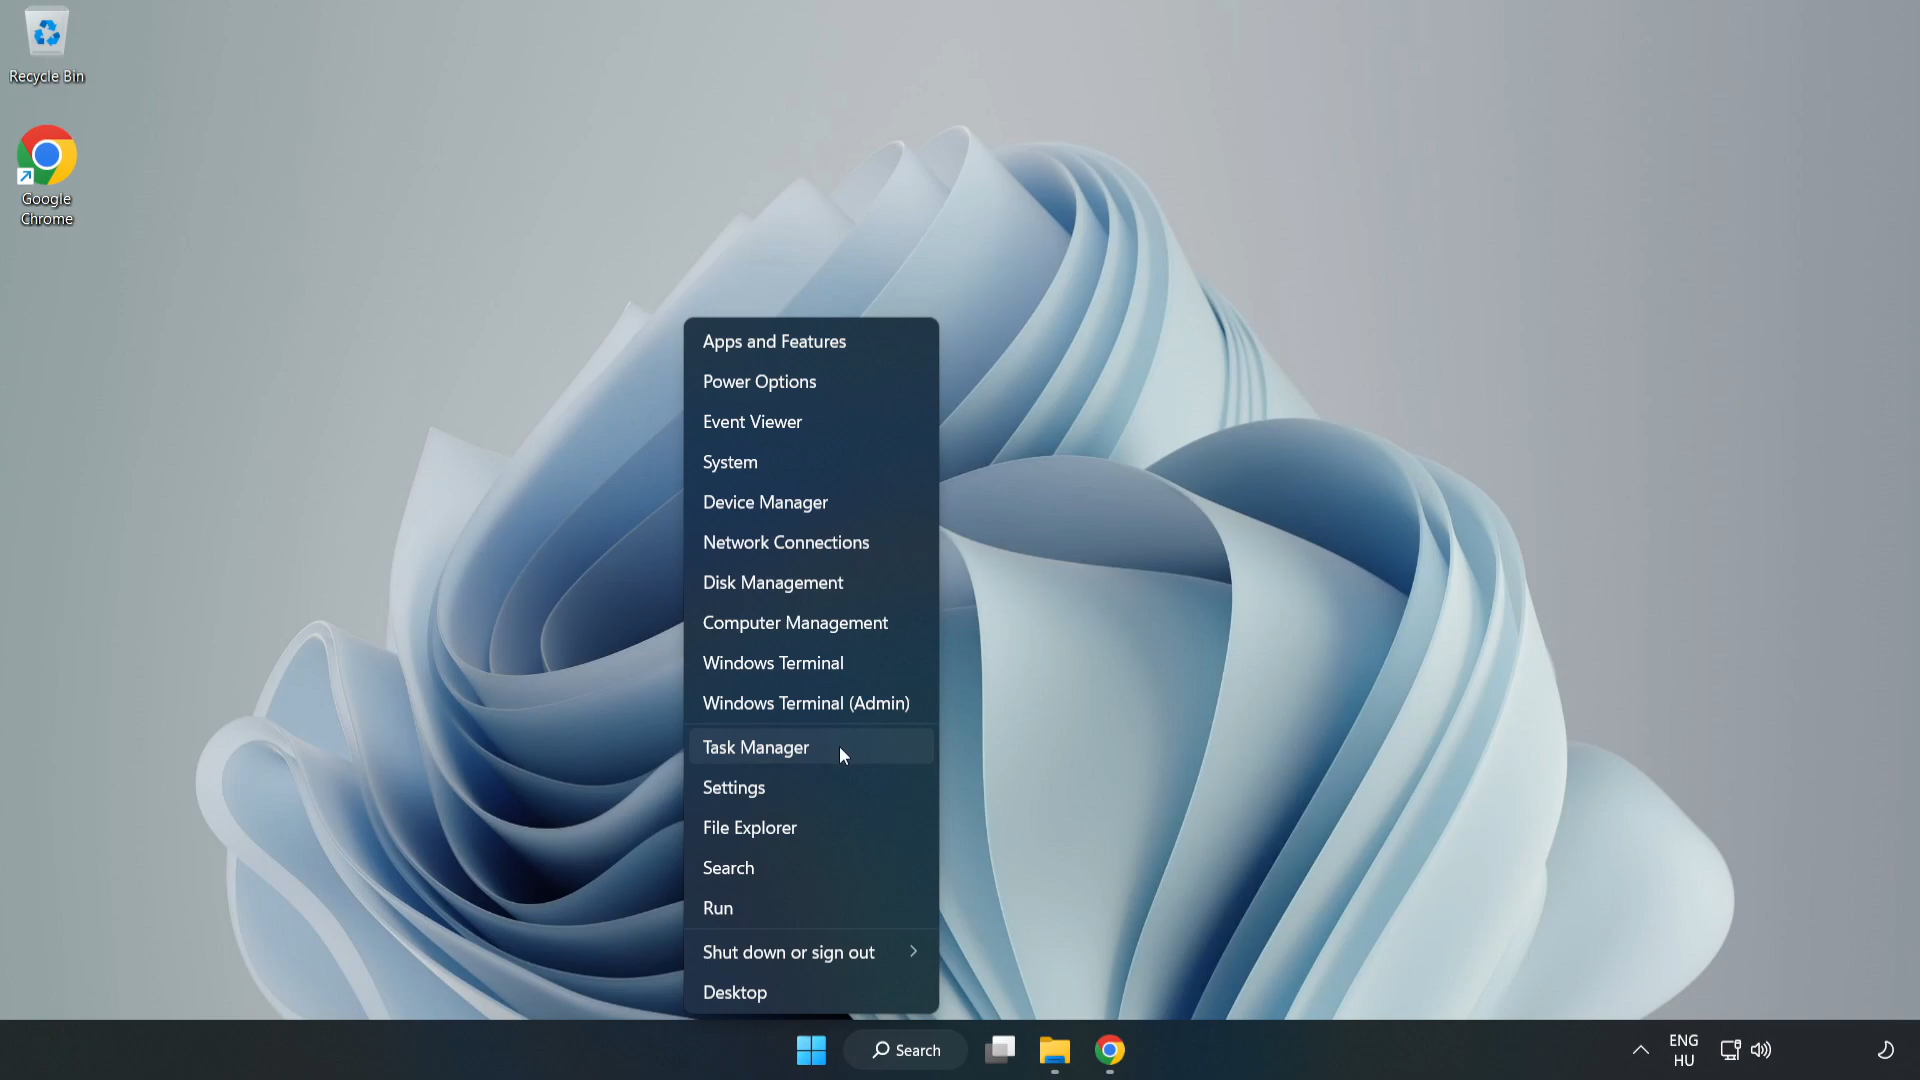 Recycle Bin
Google
Chrome
Apps and Features
Power Options
Event Viewer
System
Device Manager
Network Connections
Disk Management
Computer Management
Windows Terminal
Windows Terminal (Admin)
Task Manager
Settings
File Explorer
Search
Run
Shut down or sign out
Desktop
Search
ENG
HU